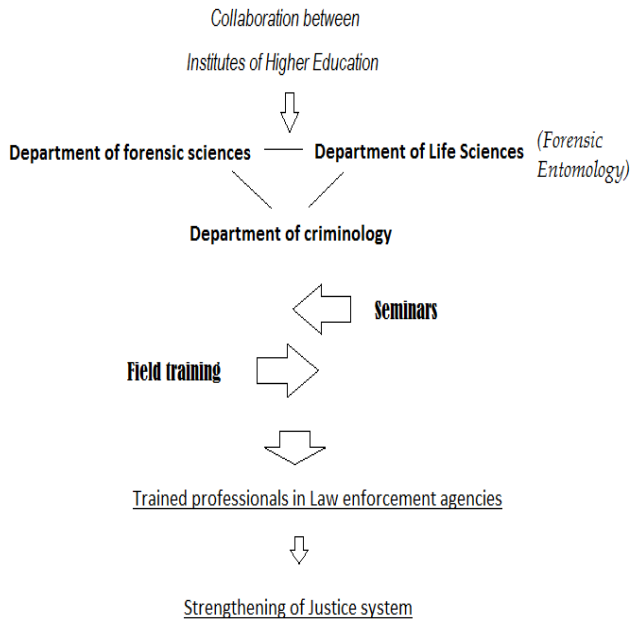 Collaboration between
Institutes of Higher Education
Department of forensic sciences
Department of Life Sciences
(Forensic
Entomology)
Department of criminology
Seminars
Field training
Trained professionals in Law enforcement agencies
Strengthening of Justice system